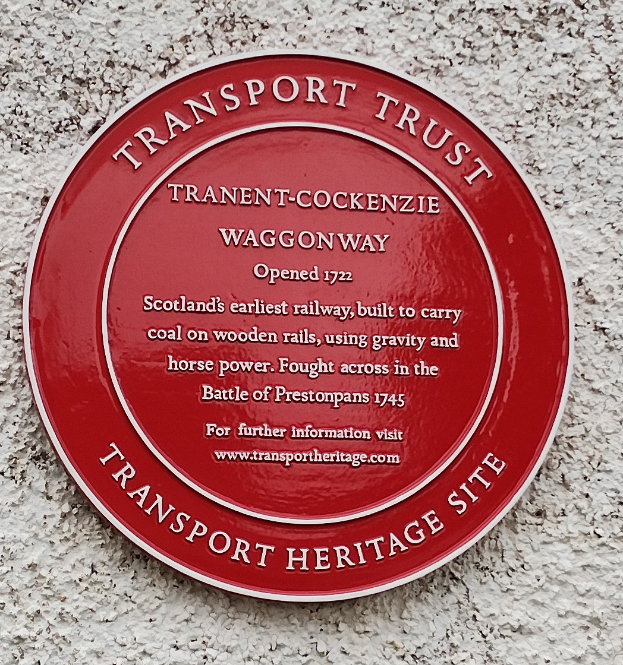 TRANSPORT TRUST
TRANENT-COCKENZIE
WAGGONWAY
Opened 1722
Scotland's earliest railway, built to carry
coal on wooden rails, using gravity and
horse power. Fought across in the
Battle of Prestonpans 1745
For further information visit
www.transportheritage.com
TRANSPORT HERITAGE SITE